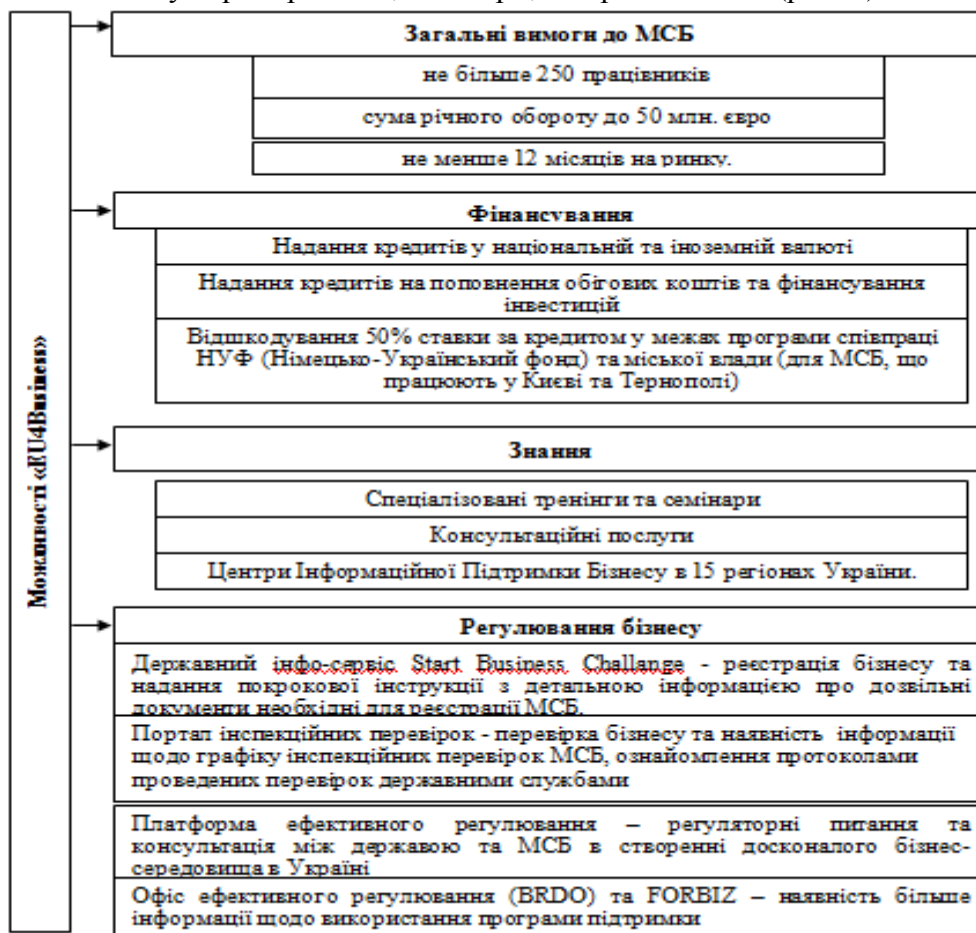 Можливості «EU4Business»
Загальні вимоги до МСБ
не більше 250 працівників
сума річного обороту до 50 млн. євро
не менше 12 місяців на ринку.
Фінансування
Надання кредитів у національній та іноземній валюті
Надання кредитів на поповнення обігових коштів та фінансування
інвестицій
Відшкодування 50% ставки за кредитом у межах програми співпраці
НУФ (Німецько-Український фонд) та міської влади (для МСБ, що
працюють у Києві та Тернополі)
Знання
Спеціалізовані тренінги та семінари
Консультаційні послуги
Центри Інформаційної Підтримки Бізнесу в 15 регіонах України.
Регулювання бізнесу
Державний інфо-сервіс Start Business Challange - реєстрація бізнесу та
надання покрокової інструкції з детальною інформацією про дозвільні
документи необхідні для реєстрації МСБ.
Портал інспекційних перевірок - перевірка бізнесу та наявність інформації
щодо графіку інспекційних перевірок МСБ, ознайомлення протоколами
проведених перевірок державними службами
Платформа ефективного регулювання – регуляторні питання та
консультація між державою та МСБ в створенні досконалого бізнес-
середовища в Україні
Офіс ефективного регулювання (BRDO) та FORBIZ – наявність більше
інформації щодо використання програми підтримки